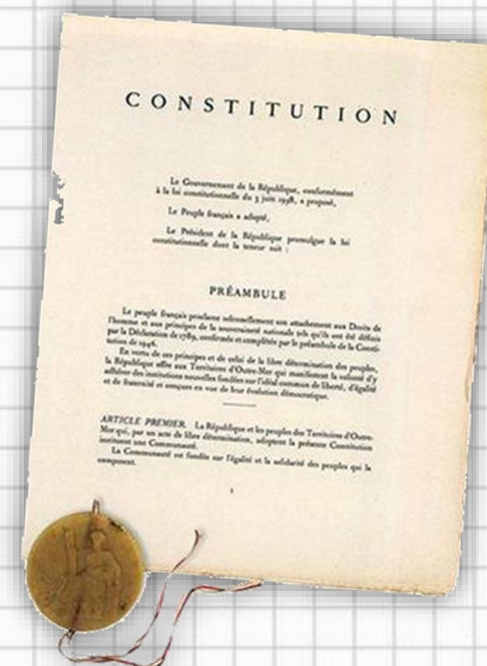 CONSTITUTION
Le Gouvernement de la République, conformément
à la loi constitutionnelle du 3 juin 1958, a proposé,
Le Peuple français a adopté,
Le Président de la République promulgue la loi
constitutionnelle dont la teneur suit :
PRÉAMBULE
Le peuple français proclame solennellement son attachement aux Droits de
l'homme et aux principes de la souveraineté nationale tels qu'ils ont été définis
par la Déclaration de 1789, confirmée et complétée par le préambule de la Consti-
tution de 1946.
En vertu de ces principes et de celui de la libre détermination des peuples,
la République offre aux Territoires d'Outre-Mer qui manifestent la volonté d'y
adhérer des institutions nouvelles fondées sur l'idéal commun de liberté, d'égalité
et de fraternité et conçues en vue de leur évolution démocratique.
ARTICLE PREMIER. La République et les peuples des Territoires d'Outre-
Mer qui, par un acte de libre détermination, adoptent la présente Constitution
instituent une Communauté.
La Communauté est fondée sur l'égalité et la solidarité des peuples qui la
composent.